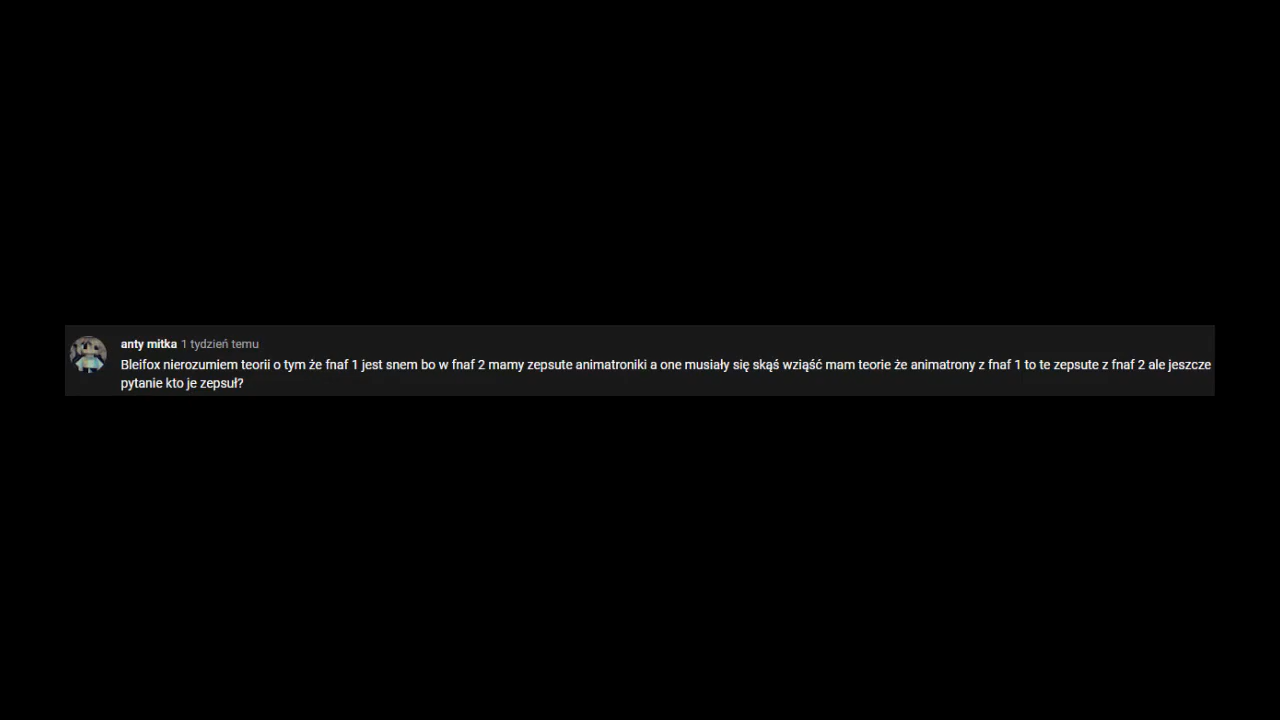 anty mitka 1 tydzień temu
Bleifox nierozumiem teorii o tym że fnaf 1 jest snem bo w fnaf 2 mamy zepsute animatroniki a one musiały się skąś wziąść mam teorie że animatrony z fnaf 1 to te zepsute z fnaf 2 ale jeszcze
pytanie kto je zepsuł?